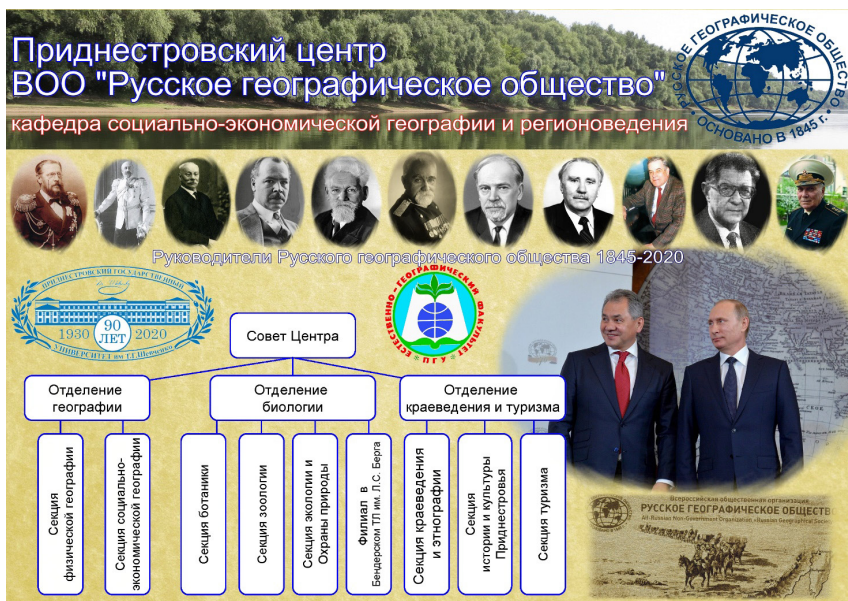 Приднестровский центр
ВОО "Русское географическое общество"
кафедра социально-экономической географии и регионоведения
РУССКОЕ ГЕОГРАФИЧЕСКОЕ ОБЩЕСТВО
ОСНОВАНО В 1845 г.
Руководители Русского географического общества 1845-2020
ПРИДНЕСТРОВСКИЙ ГОСУДАРСТВЕННЫЙ
1930 90 ЛЕТ 2020
УНИВЕРСИТЕТ им Т.Г.Шевченко
ЕСТЕСТВЕННО-ГЕОГРАФИЧЕСКИЙ ФАКУЛЬТЕТ
ПГУ
Совет Центра
Отделение
географии
Отделение
биологии
Отделение
краеведения и туризма
Секция
физической географии
Секция социально-
экономической географии
Секция ботаники
Секция зоологии
Секция экологии и
Охраны природы
Филиал в
Бендерском ТЛ им. Л.С. Берга
Секция краеведения
и этнографии
Секция
истории и культуры
Приднестровья
Секция туризма
Всероссийская общественная организация
РУССКОЕ ГЕОГРАФИЧЕСКОЕ ОБЩЕСТВ
All-Russian Non-Government Organization «Russian Geographical Socie